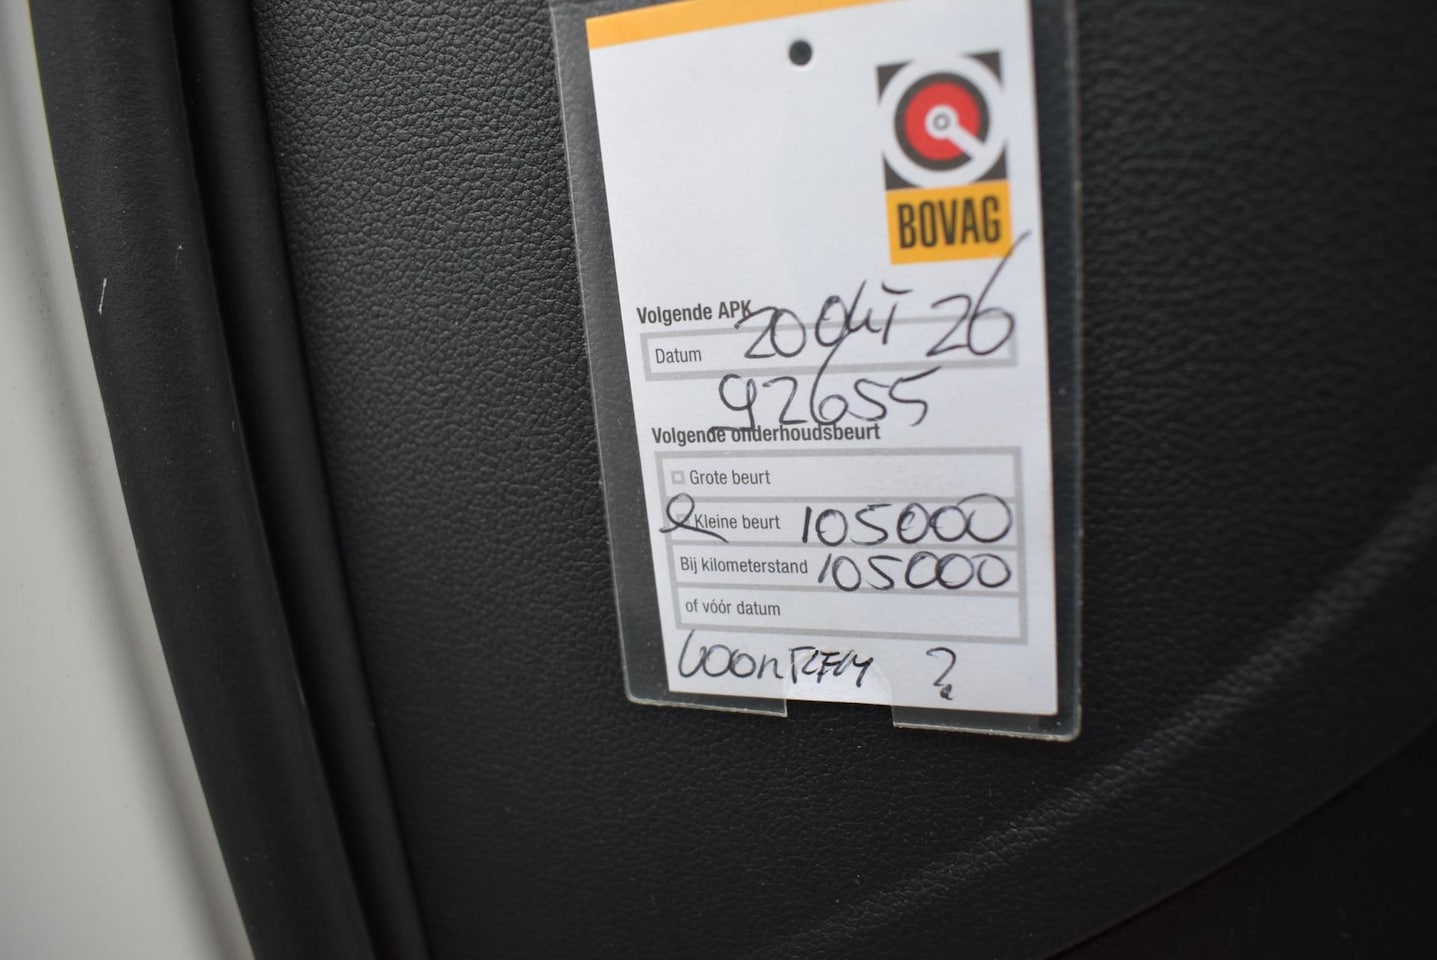 BOVAG
Volgende APK
Datum 20 Okt 26
92655
Volgende onderhoudsbeurt
Grote beurt
Kleine beurt 105000
Bij kilometerstand 105000
of vóór datum
?